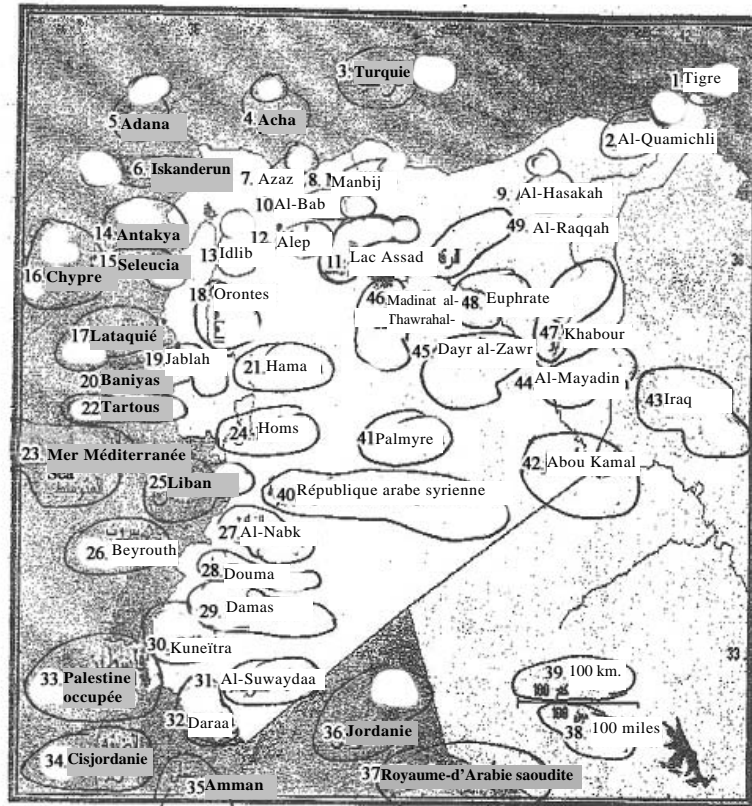 3. Turquie
1. Tigre
5. Adana
4. Acha
2. Al-Quamichli
6. Iskanderun
7. Azaz
8. Manbij
9. Al-Hasakah
10 Al-Bab
14. Antakya
12. Alep
49. Al-Raqqah
13 Idlib
11 Lac Assad
15. Seleucia
16. Chypre
18. Orontes
46. Madinat al-
Thawrahal-
48. Euphrate
17. Lataquié
47. Khabour
19. Jablah
45. Dayr al-Zawr
20. Baniyas
21. Hama
44. Al-Mayadin
43 Iraq
22. Tartous
24. Homs
41 Palmyre
23. Mer Méditerranée
Sea
42. Abou Kamal
25. Liban
40. République arabe syrienne
27. Al-Nabk
26. Beyrouth
28. Douma
29. Damas
30. Kuneïtra
33. Palestine
occupée
31. Al-Suwaydaa
39. 100 km.
100
32. Daraa
36. Jordanie
100
38. 100 miles
34. Cisjordanie
35 Amman
37 Royaume-d’Arabie saoudite
36
33
33